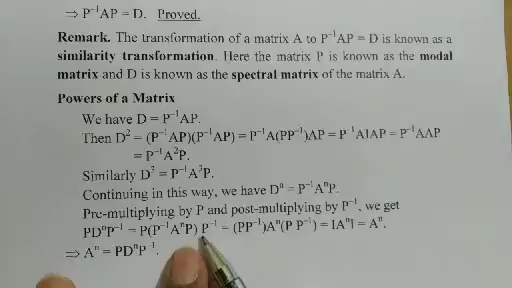 ⇒ P⁻¹AP = D. Proved.
Remark. The transformation of a matrix A to P⁻¹AP = D is known as a
similarity transformation. Here the matrix P is known as the modal
matrix and D is known as the spectral matrix of the matrix A.
Powers of a Matrix
We have D = P⁻¹AP.
Then D² = (P⁻¹AP)(P⁻¹AP) = P⁻¹A(PP⁻¹)AP = P⁻¹AIAP = P⁻¹AAP
= P⁻¹A²P.
Similarly D³ = P⁻¹A³P.
Continuing in this way, we have Dⁿ = P⁻¹AⁿP.
Pre-multiplying by P and post-multiplying by P⁻¹, we get
PDⁿP⁻¹ = P(P⁻¹AⁿP) P⁻¹ = (PP⁻¹)Aⁿ(P P⁻¹) = IAⁿI = Aⁿ.
⇒ Aⁿ = PDⁿP⁻¹.